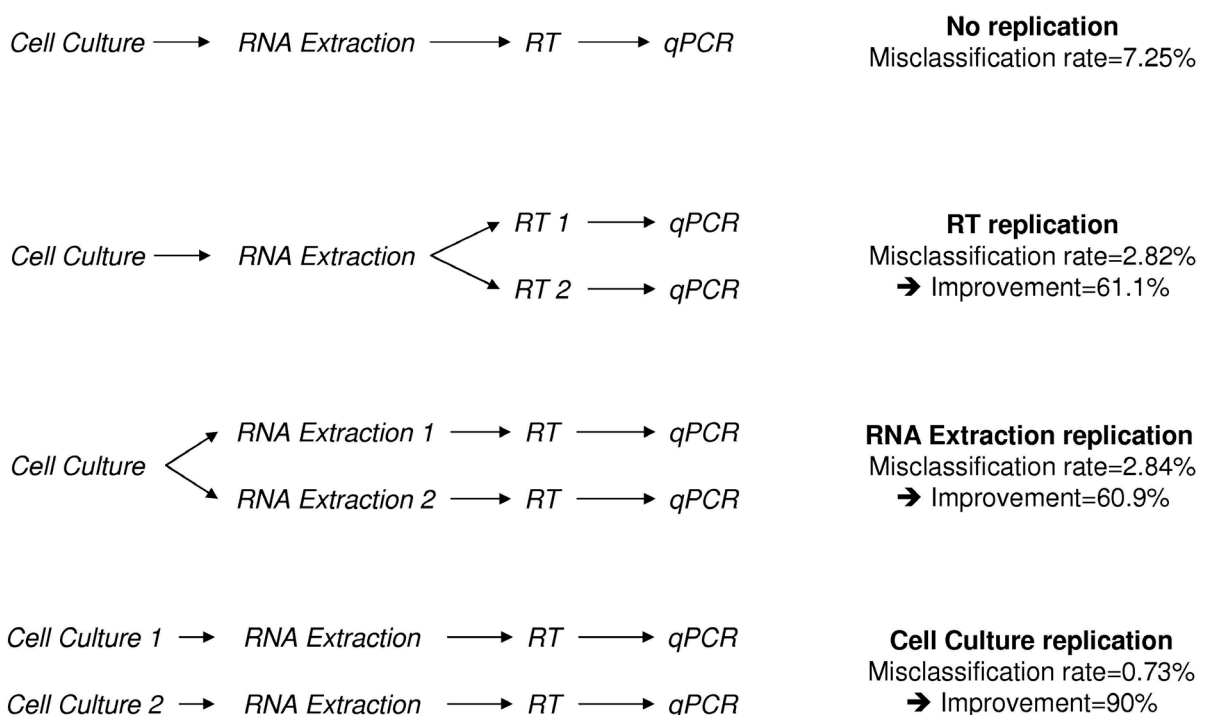 Cell Culture → RNA Extraction → RT → qPCR
No replication
Misclassification rate=7.25%
RT 1 → qPCR
Cell Culture → RNA Extraction
RT 2 → qPCR
RT replication
Misclassification rate=2.82%
➔ Improvement=61.1%
RNA Extraction 1 → RT → qPCR
Cell Culture
RNA Extraction 2 → RT → qPCR
RNA Extraction replication
Misclassification rate=2.84%
➔ Improvement=60.9%
Cell Culture 1 → RNA Extraction → RT → qPCR
Cell Culture 2 → RNA Extraction → RT → qPCR
Cell Culture replication
Misclassification rate=0.73%
➔ Improvement=90%